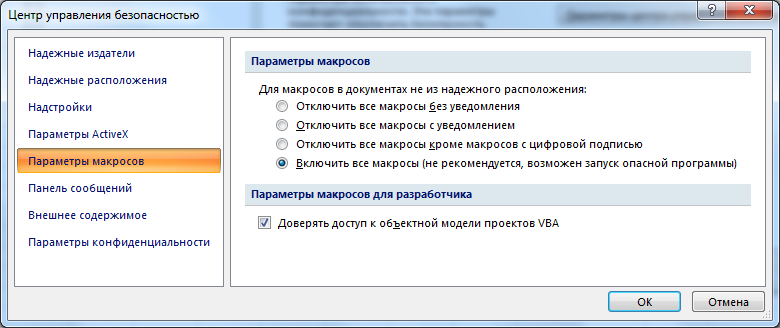 Центр управления безопасностью
Надежные издатели
Надежные расположения
Надстройки
Параметры ActiveX
Параметры макросов
Панель сообщений
Внешнее содержимое
Параметры конфиденциальности
Параметры макросов
Для макросов в документах не из надежного расположения:
Отключить все макросы без уведомления
Отключить все макросы с уведомлением
Отключить все макросы кроме макросов с цифровой подписью
Включить все макросы (не рекомендуется, возможен запуск опасной программы)
Параметры макросов для разработчика
Доверять доступ к объектной модели проектов VBA
ОК
Отмена